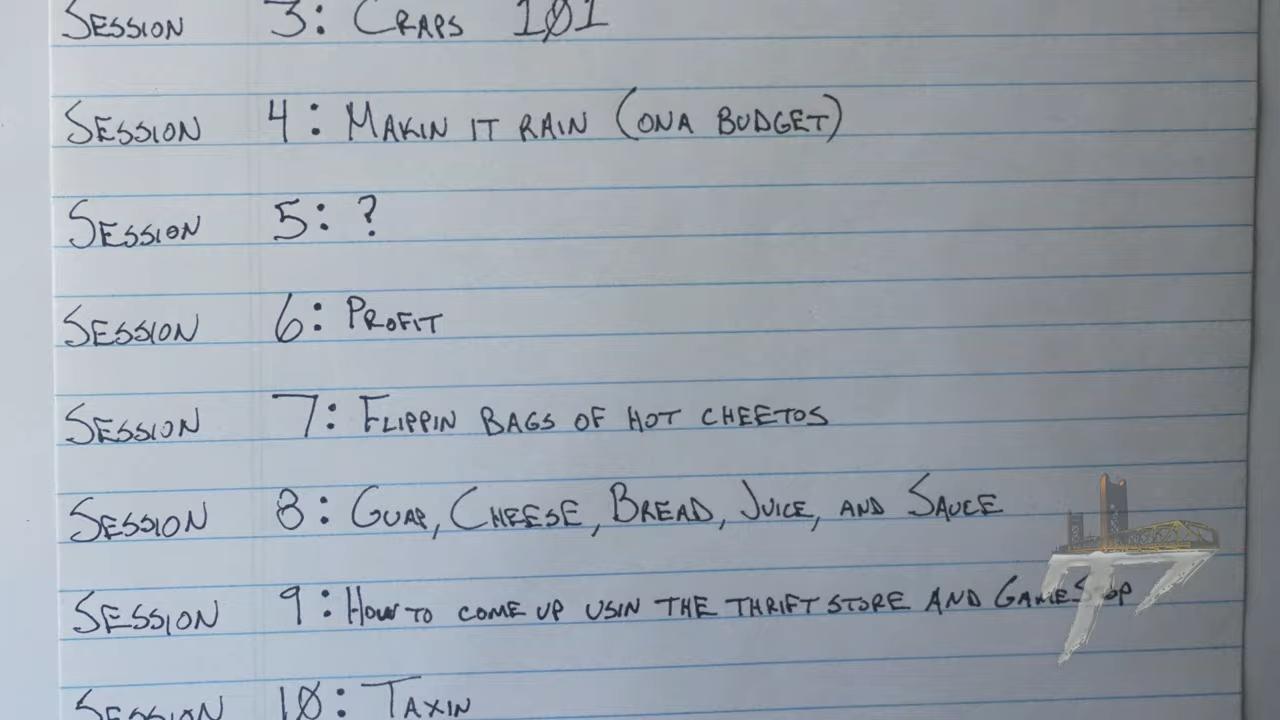 SESSION 3: CRAPS 101
SESSION 4: MAKIN IT RAIN (ON A BUDGET)
SESSION 5: ?
SESSION 6: PROFIT
SESSION 7: FLIPPIN BAGS OF HOT CHEETOS
SESSION 8: GUAP, CHEESE, BREAD, JUICE, AND SAUCE
SESSION 9: HOW TO COME UP USIN THE THRIFT STORE AND
SESSION 10: TAXIN